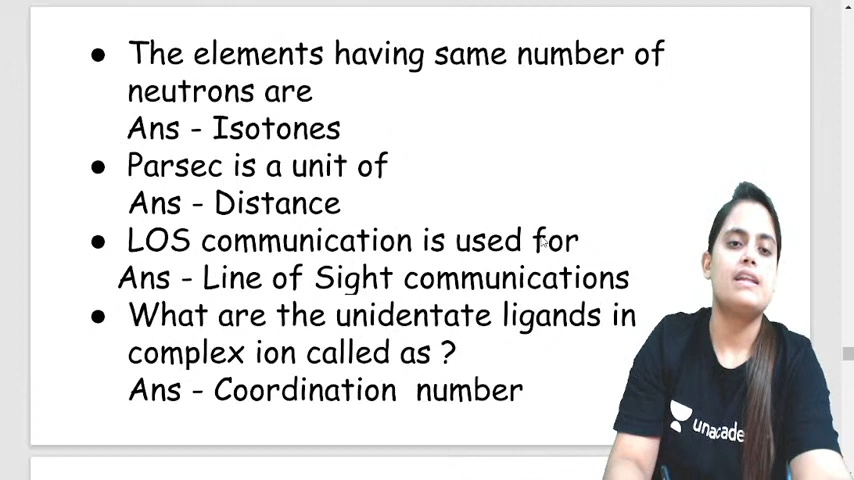 ● The elements having same number of
neutrons are
Ans - Isotones
● Parsec is a unit of
Ans - Distance
● LOS communication is used for
Ans - Line of Sight communications
● What are the unidentate ligands in
complex ion called as ?
Ans - Coordination number
unacade